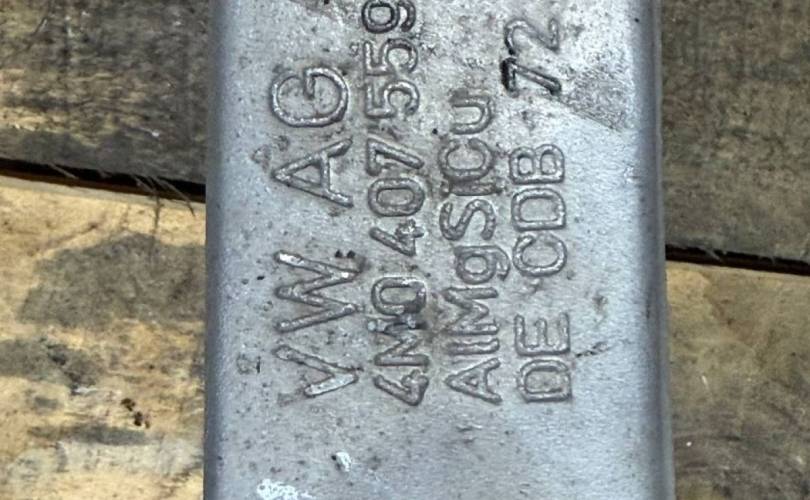 VW AG
4M0 407 559
AlMgSiCu
DE CDB 72